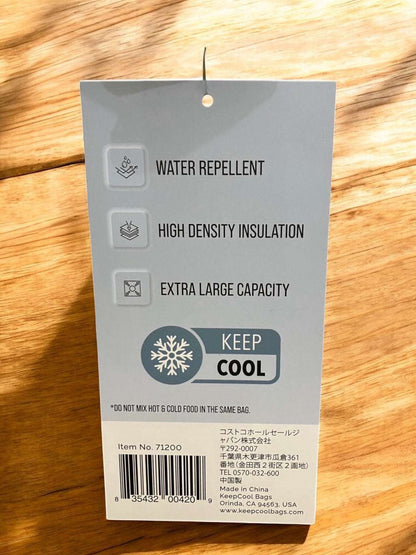 WATER REPELLENT
HIGH DENSITY INSULATION
EXTRA LARGE CAPACITY
KEEP
COOL
*DO NOT MIX HOT & COLD FOOD IN THE SAME BAG.
Item No. 71200
8 35432 00420 9
コストコホールセールジ
ャパン株式会社
〒292-0007
千葉県木更津市瓜倉361
番地（金田西２街区２画地）
TEL 0570-032-600
中国製
Made in China
KeepCool Bags
Orinda, CA 94563, USA
www.keepcoolbags.com